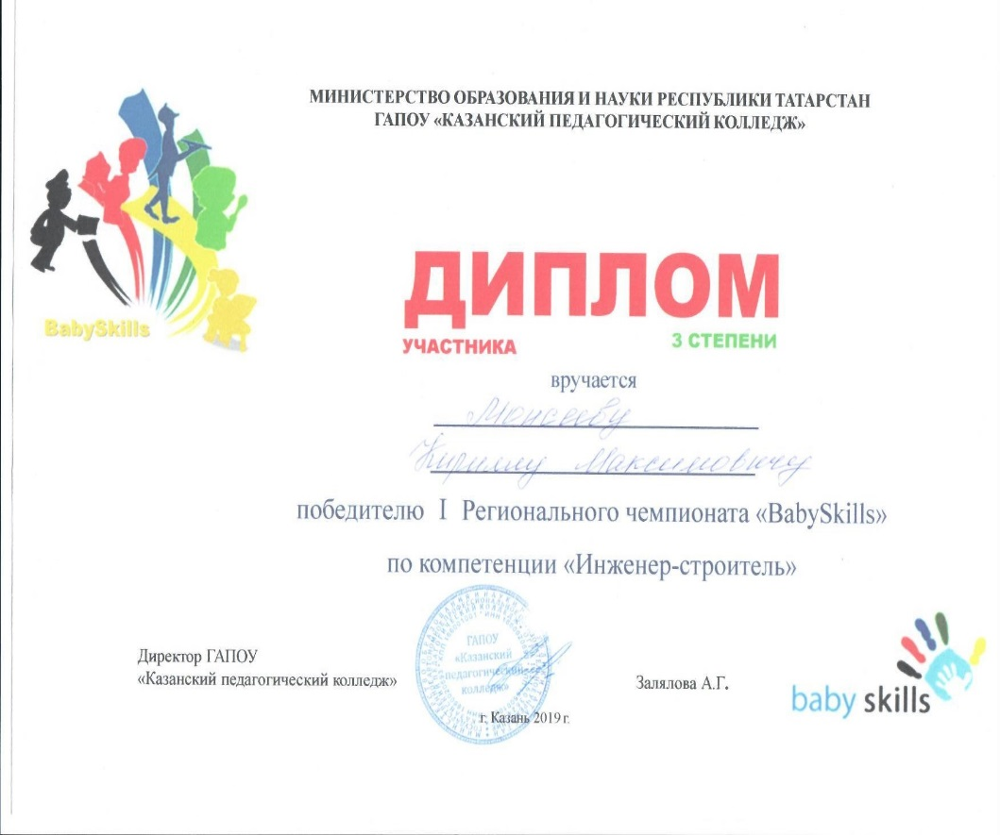 МИНИСТЕРСТВО ОБРАЗОВАНИЯ И НАУКИ РЕСПУБЛИКИ ТАТАРСТАН
ГАПОУ «КАЗАНСКИЙ ПЕДАГОГИЧЕСКИЙ КОЛЛЕДЖ»
BabySkills
ДИПЛОМ
УЧАСТНИКА 3 СТЕПЕНИ
вручается
Моисееву
Кириллу Максимовичу
победителю I Регионального чемпионата «BabySkills»
по компетенции «Инженер-строитель»
ГАПОУ
«Казанский
педагогический
колледж»
Директор ГАПОУ
«Казанский педагогический колледж» Залялова А.Г.
baby skills
г. Казань 2019 г.